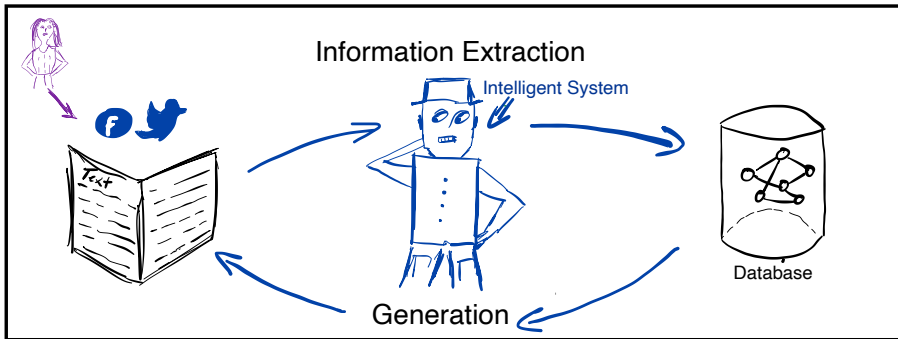 Information Extraction
Intelligent System
f
Text
Database
Generation